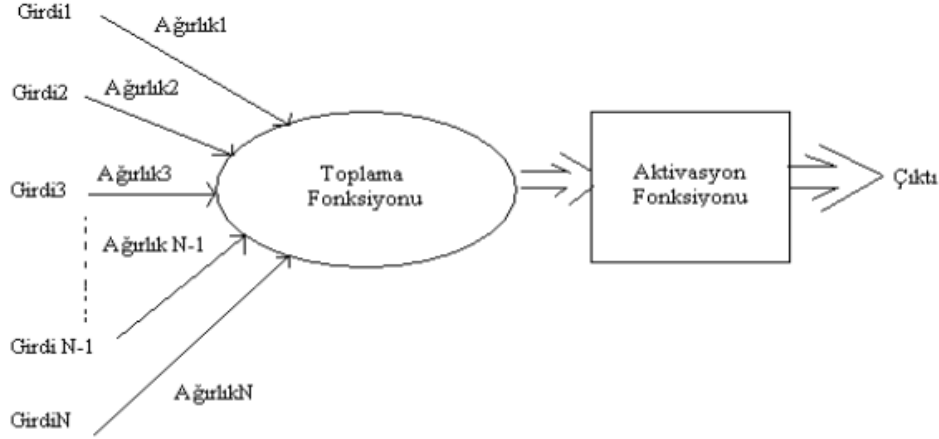 Girdi1
Ağırlık1
Girdi2
Ağırlık2
Girdi3
Ağırlık3
Ağırlık N-1
Girdi N-1
AğırlıkN
GirdiN
Toplama
Fonksiyonu
Aktivasyon
Fonksiyonu
Çıktı